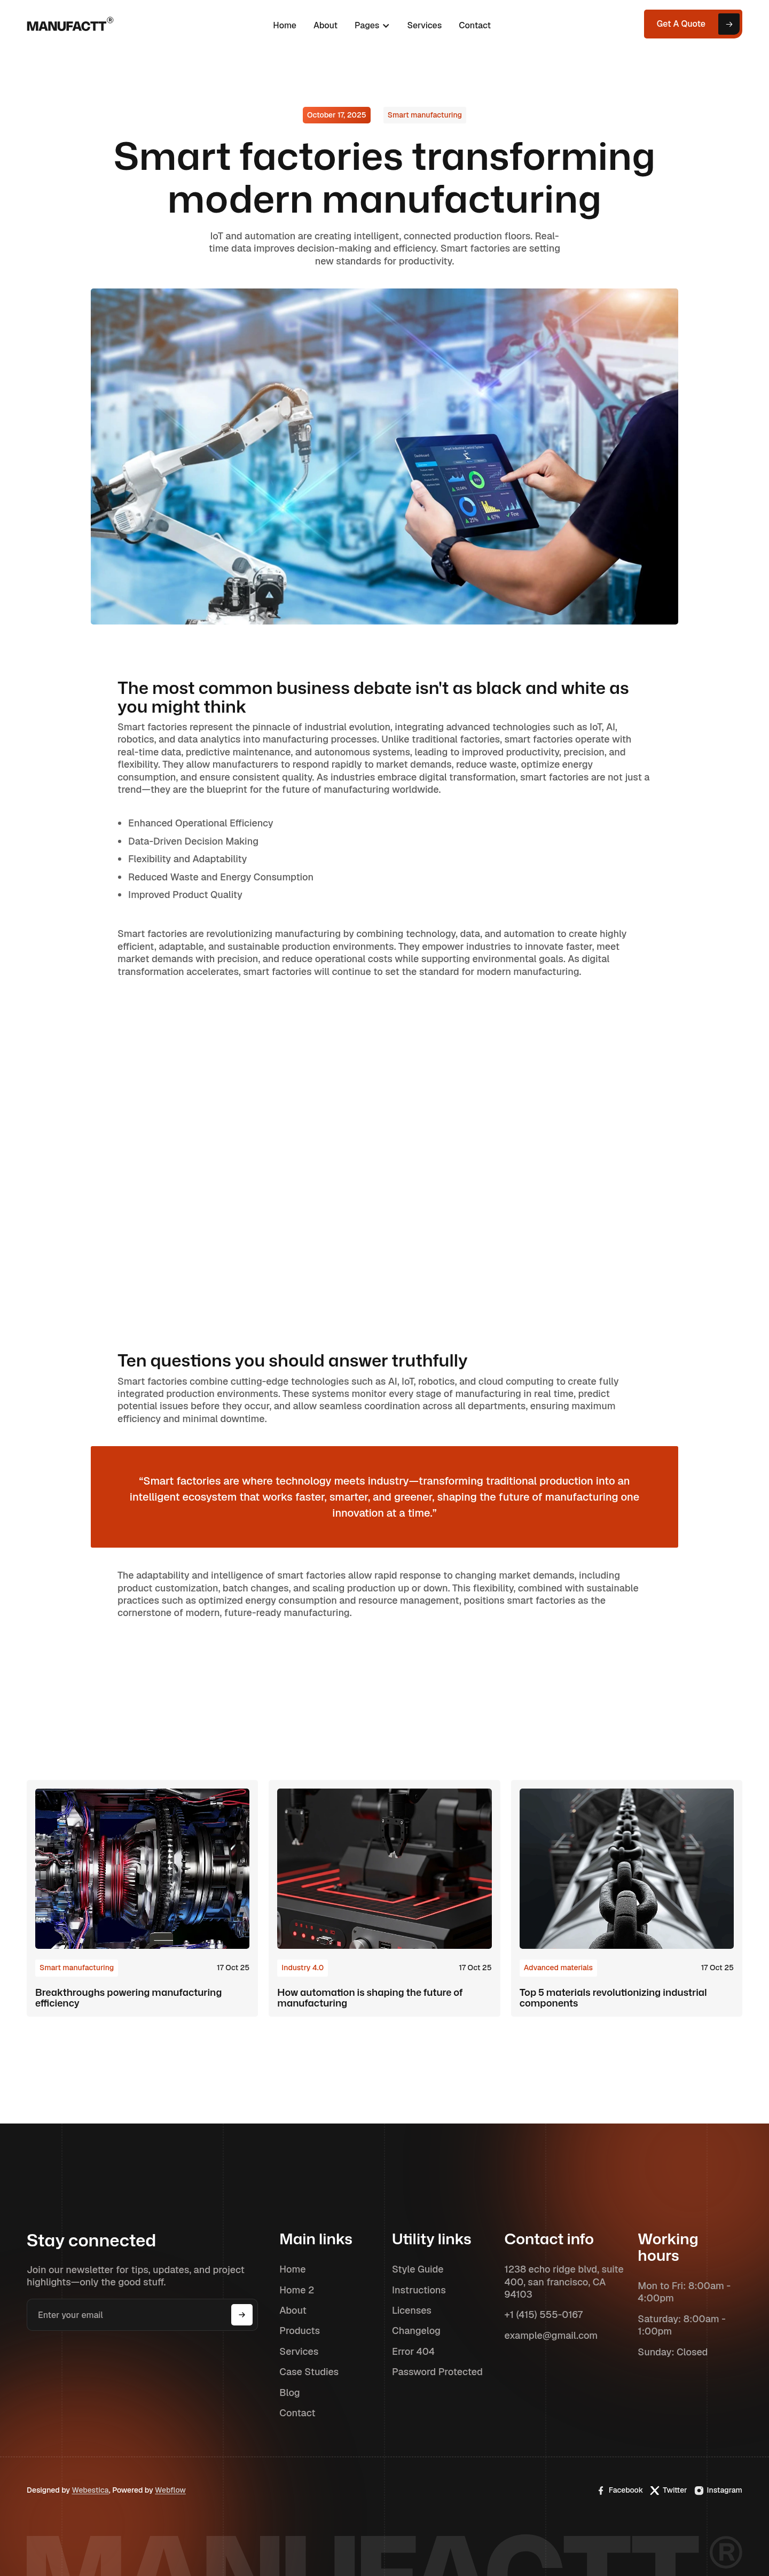 MANUFACTT®
Home
About
Pages
Services
Contact
Get A Quote
October 17, 2025
Smart manufacturing
Smart factories transforming
modern manufacturing
IoT and automation are creating intelligent, connected production floors. Real-
time data improves decision-making and efficiency. Smart factories are setting
new standards for productivity.
The most common business debate isn't as black and white as
you might think
Smart factories represent the pinnacle of industrial evolution, integrating advanced technologies such as IoT, AI,
robotics, and data analytics into manufacturing processes. Unlike traditional factories, smart factories operate with
real-time data, predictive maintenance, and autonomous systems, leading to improved productivity, precision, and
flexibility. They allow manufacturers to respond rapidly to market demands, reduce waste, optimize energy
consumption, and ensure consistent quality. As industries embrace digital transformation, smart factories are not just a
trend—they are the blueprint for the future of manufacturing worldwide.
Enhanced Operational Efficiency
Data-Driven Decision Making
Flexibility and Adaptability
Reduced Waste and Energy Consumption
Improved Product Quality
Smart factories are revolutionizing manufacturing by combining technology, data, and automation to create highly
efficient, adaptable, and sustainable production environments. They empower industries to innovate faster, meet
market demands with precision, and reduce operational costs while supporting environmental goals. As digital
transformation accelerates, smart factories will continue to set the standard for modern manufacturing.
Ten questions you should answer truthfully
Smart factories combine cutting-edge technologies such as AI, IoT, robotics, and cloud computing to create fully
integrated production environments. These systems monitor every stage of manufacturing in real time, predict
potential issues before they occur, and allow seamless coordination across all departments, ensuring maximum
efficiency and minimal downtime.
“Smart factories are where technology meets industry—transforming traditional production into an
intelligent ecosystem that works faster, smarter, and greener, shaping the future of manufacturing one
innovation at a time.”
The adaptability and intelligence of smart factories allow rapid response to changing market demands, including
product customization, batch changes, and scaling production up or down. This flexibility, combined with sustainable
practices such as optimized energy consumption and resource management, positions smart factories as the
cornerstone of modern, future-ready manufacturing.
Smart manufacturing
17 Oct 25
Breakthroughs powering manufacturing
efficiency
Industry 4.0
17 Oct 25
How automation is shaping the future of
manufacturing
Advanced materials
17 Oct 25
Top 5 materials revolutionizing industrial
components
Stay connected
Join our newsletter for tips, updates, and project
highlights—only the good stuff.
Enter your email
Main links
Home
Home 2
About
Products
Services
Case Studies
Blog
Contact
Utility links
Style Guide
Instructions
Licenses
Changelog
Error 404
Password Protected
Contact info
1238 echo ridge blvd, suite
400, san francisco, CA
94103
+1 (415) 555-0167
example@gmail.com
Working
hours
Mon to Fri: 8:00am -
4:00pm
Saturday: 8:00am -
1:00pm
Sunday: Closed
Designed by Webestica, Powered by Webflow
Facebook
Twitter
Instagram
MANUFACTT®